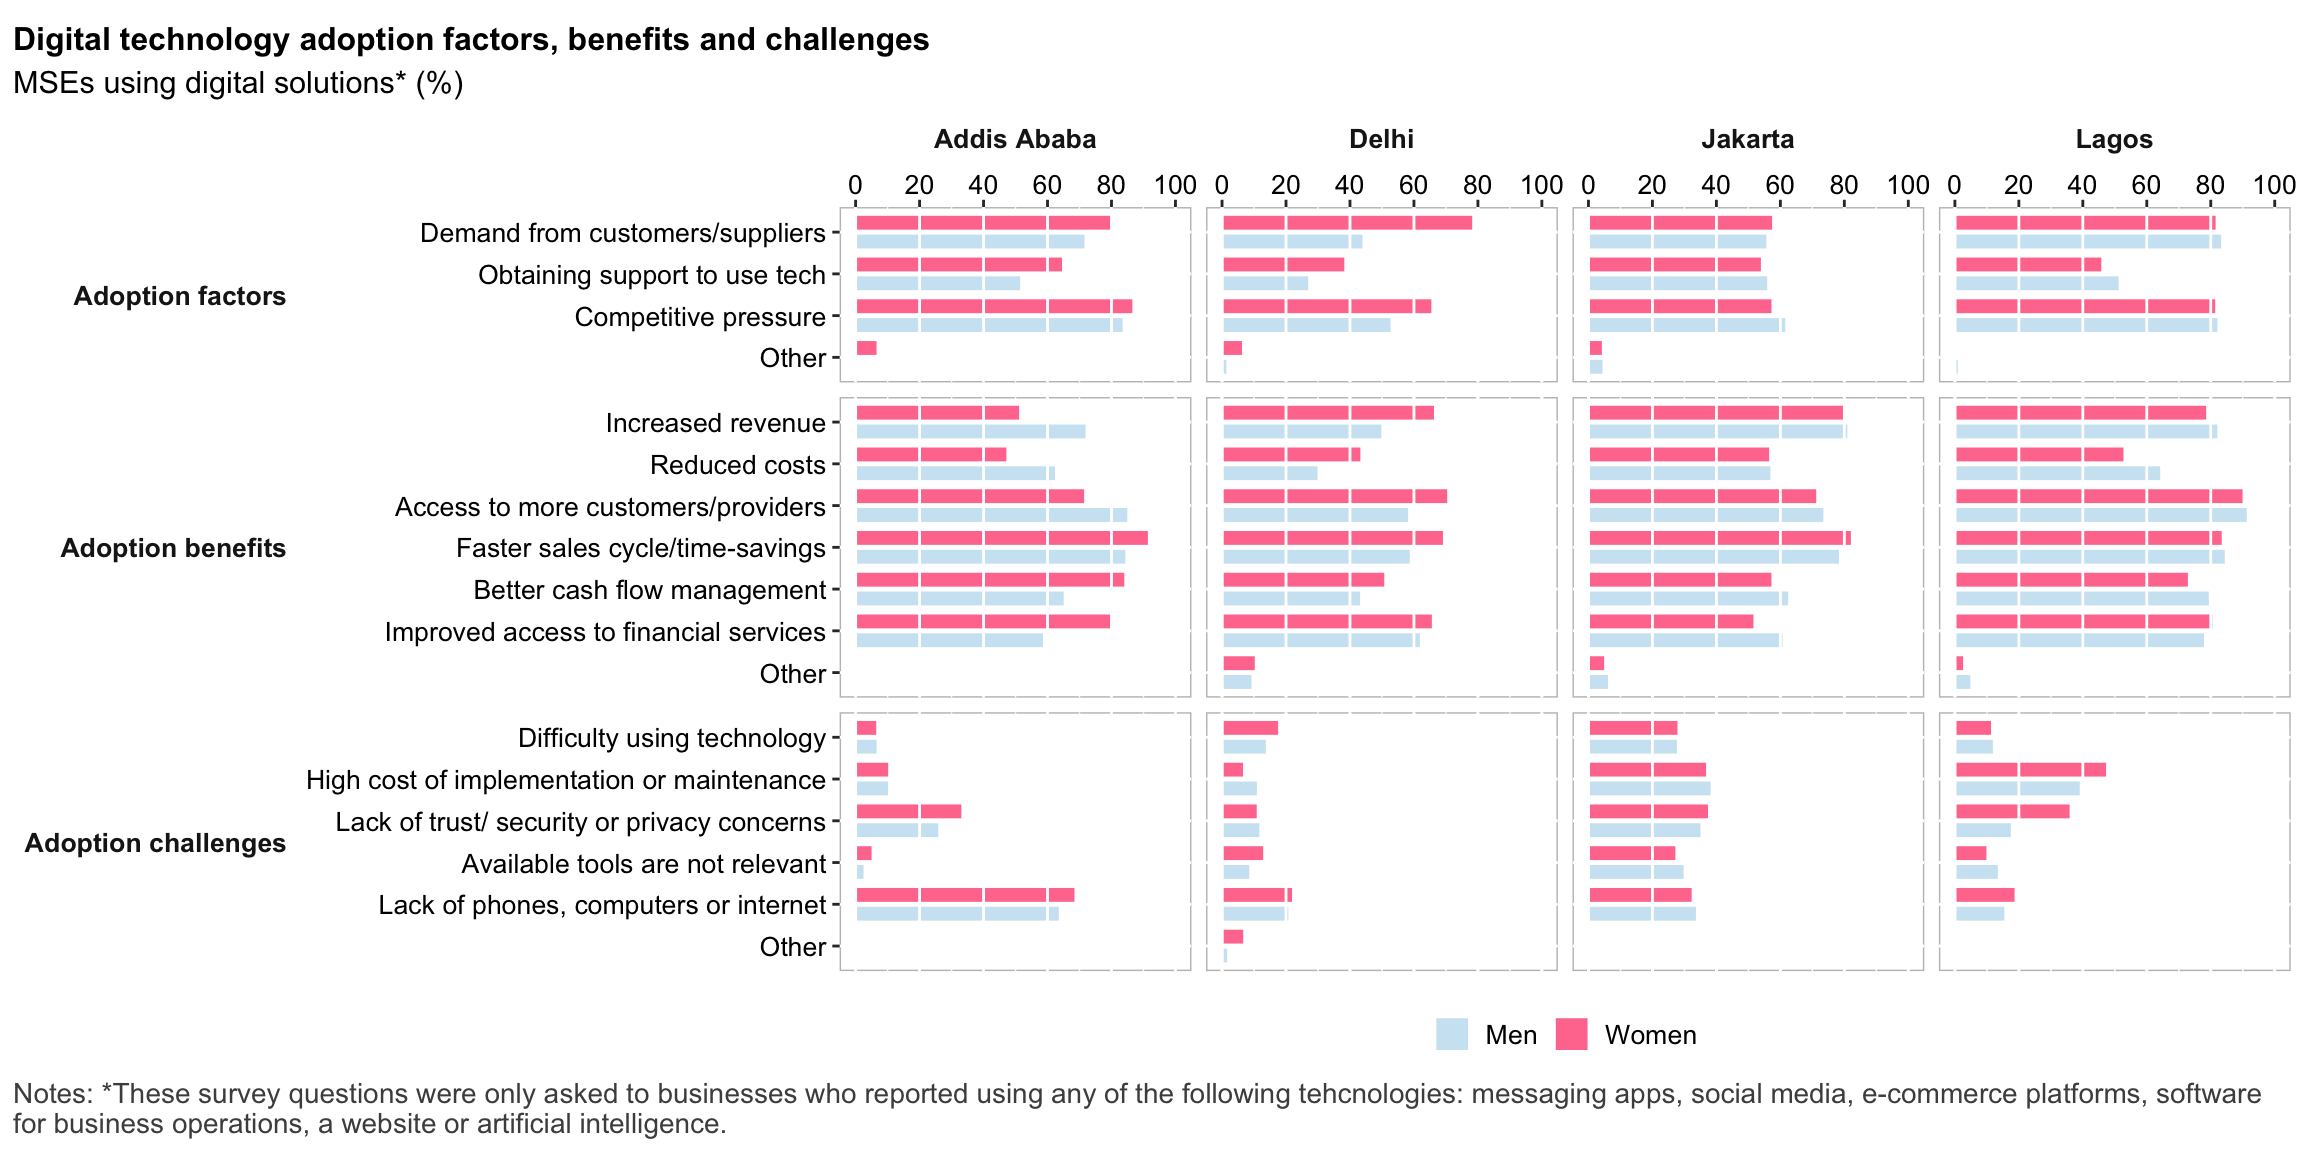 Digital technology adoption factors, benefits and challenges
MSEs using digital solutions* (%)
Addis Ababa Delhi Jakarta Lagos
0 20 40 60 80 100 0 20 40 60 80 100 0 20 40 60 80 100 0 20 40 60 80 100
Adoption factors
Demand from customers/suppliers
Obtaining support to use tech
Competitive pressure
Other
Adoption benefits
Increased revenue
Reduced costs
Access to more customers/providers
Faster sales cycle/time-savings
Better cash flow management
Improved access to financial services
Other
Adoption challenges
Difficulty using technology
High cost of implementation or maintenance
Lack of trust/ security or privacy concerns
Available tools are not relevant
Lack of phones, computers or internet
Other
Men Women
Notes: *These survey questions were only asked to businesses who reported using any of the following tehcnologies: messaging apps, social media, e-commerce platforms, software
for business operations, a website or artificial intelligence.